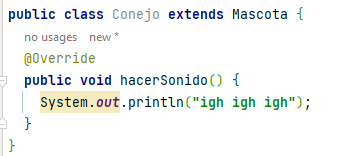 public class Conejo extends Mascota {
no usages   new *
@Override
public void hacerSonido() {
System.out.println("igh igh igh");
}
}